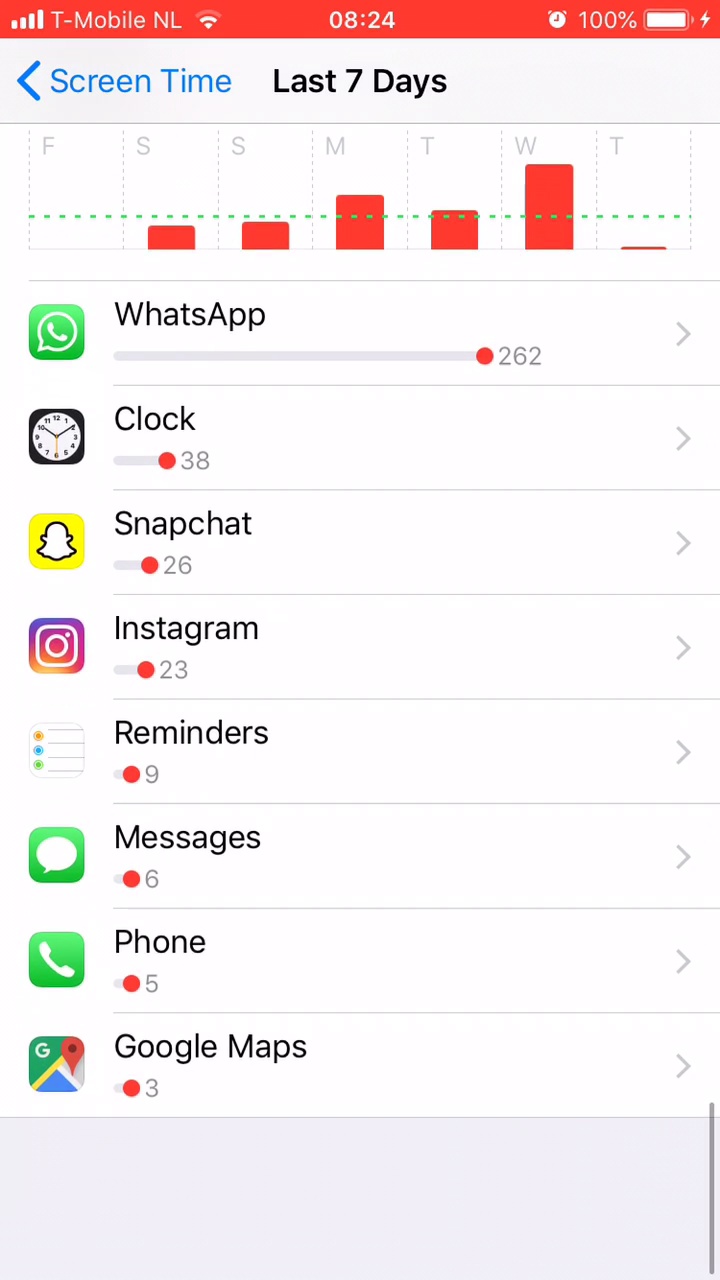 T-Mobile NL 08:24 100%
Screen Time Last 7 Days
F S S M T W T
WhatsApp
262
Clock
38
Snapchat
26
Instagram
23
Reminders
9
Messages
6
Phone
5
Google Maps
3